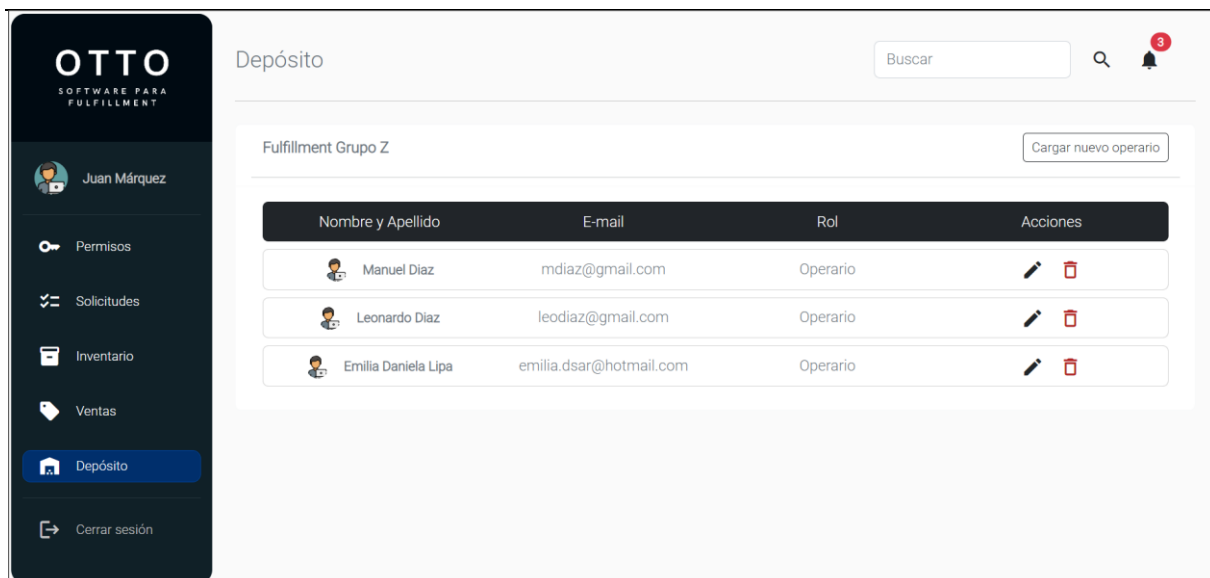 OTTO
SOFTWARE PARA
FULFILLMENT
Juan Márquez
Permisos
Solicitudes
Inventario
Ventas
Depósito
Cerrar sesión
Depósito
Buscar
3
Fulfillment Grupo Z
Cargar nuevo operario
Nombre y Apellido E-mail Rol Acciones
Manuel Diaz mdiaz@gmail.com Operario
Leonardo Diaz leodiaz@gmail.com Operario
Emilia Daniela Lipa emilia.dsar@hotmail.com Operario